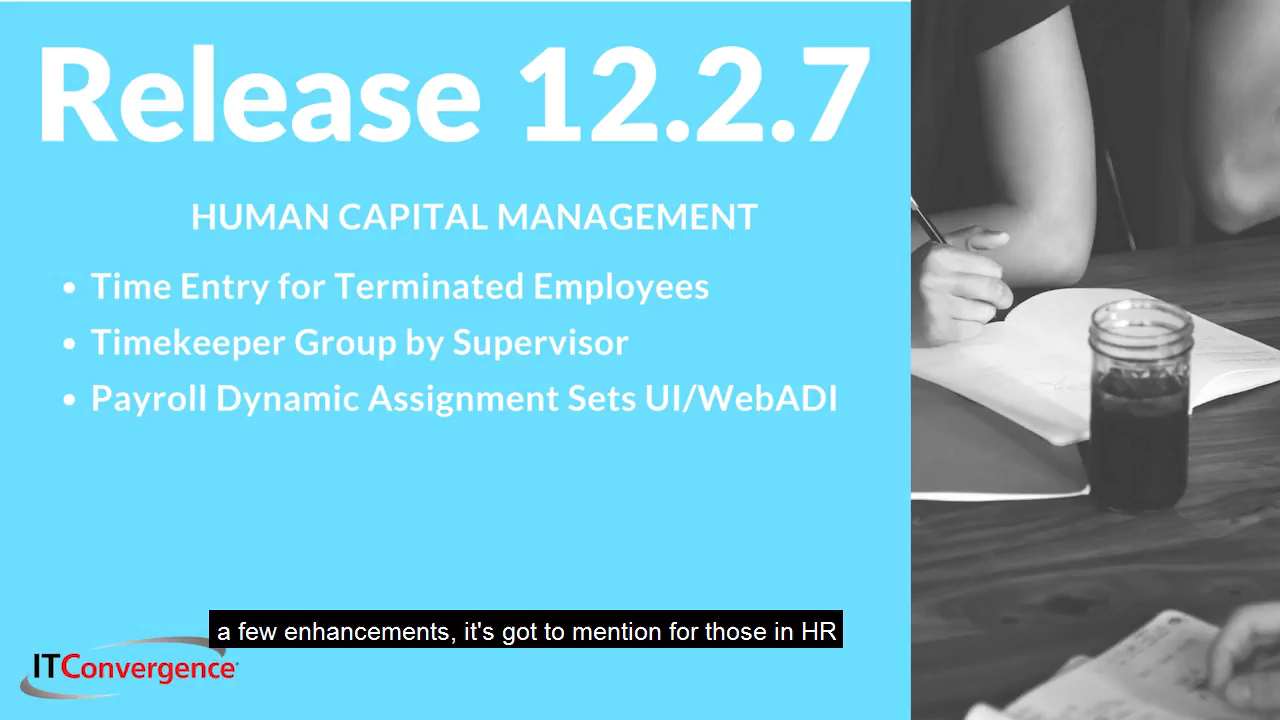 Release 12.2.7
HUMAN CAPITAL MANAGEMENT
• Time Entry for Terminated Employees
• Timekeeper Group by Supervisor
• Payroll Dynamic Assignment Sets UI/WebADI
a few enhancements, it's got to mention for those in HR
ITConvergence